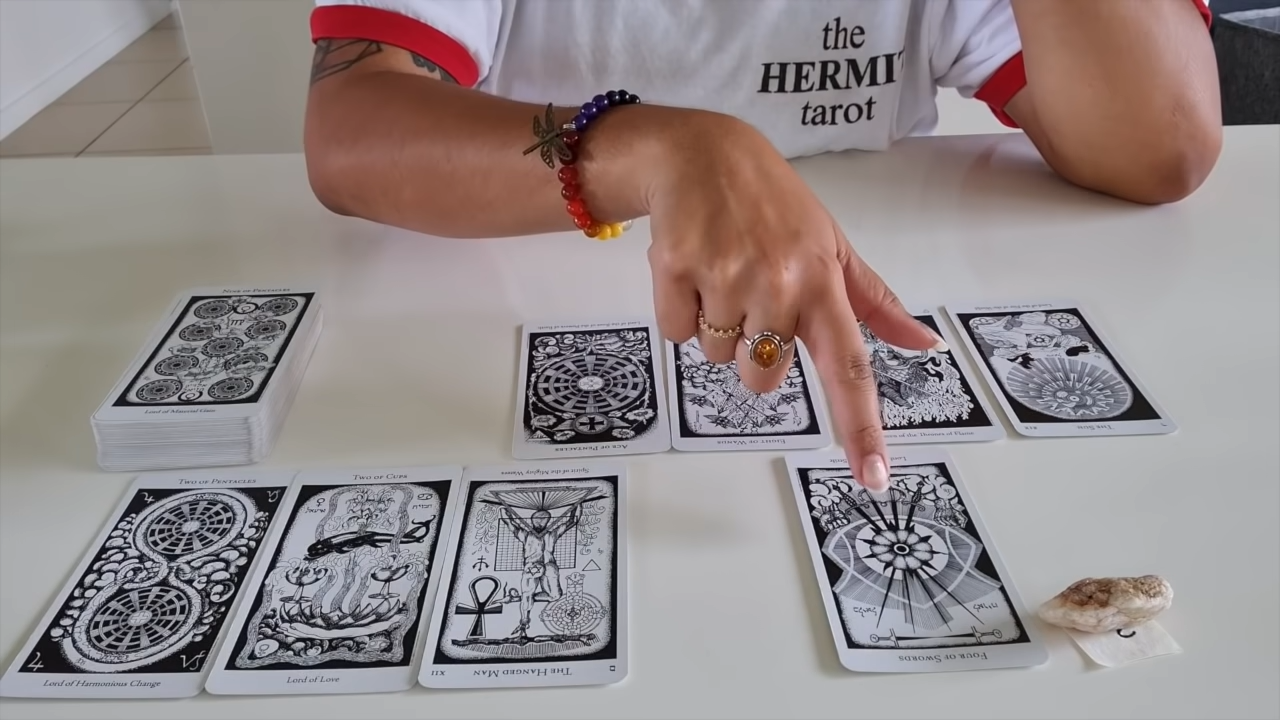 the
HERMIT
tarot
NINE OF PENTACLES
Lord of Material Gain
ACE OF PENTACLES
EIGHT OF WANDS
THE SUN
XIX
TWO OF PENTACLES
Lord of Harmonious Change
TWO OF CUPS
Lord of Love
Spirit of the Mighty Waters
THE HANGED MAN
XII
FOUR OF SWORDS